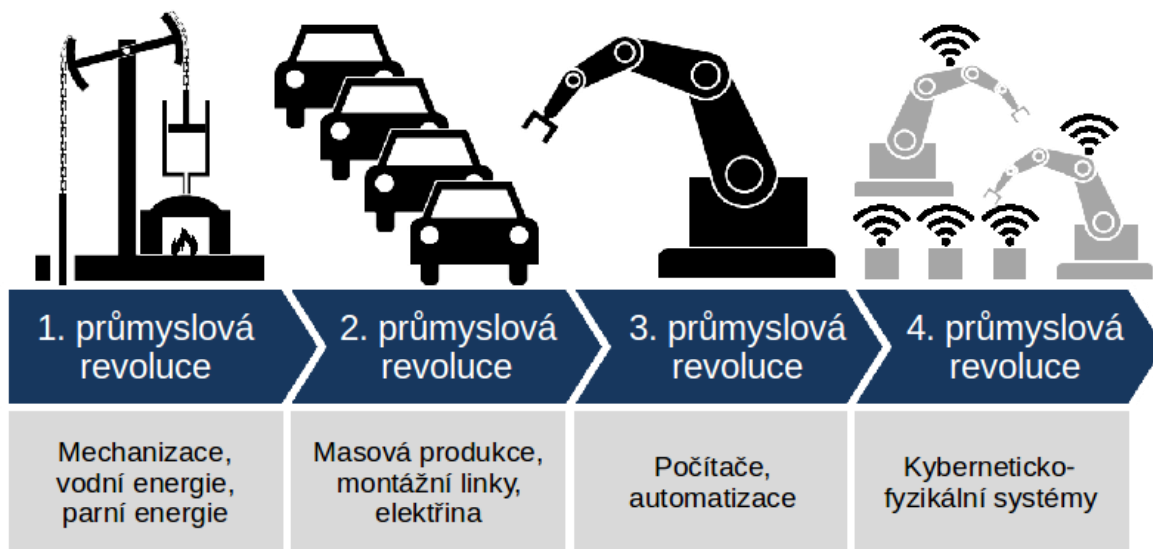 1. průmyslová
revoluce
2. průmyslová
revoluce
3. průmyslová
revoluce
4. průmyslová
revoluce
Mechanizace,
vodní energie,
parní energie
Masová produkce,
montážní linky,
elektřina
Počítače,
automatizace
Kyberneticko-
fyzikální systémy